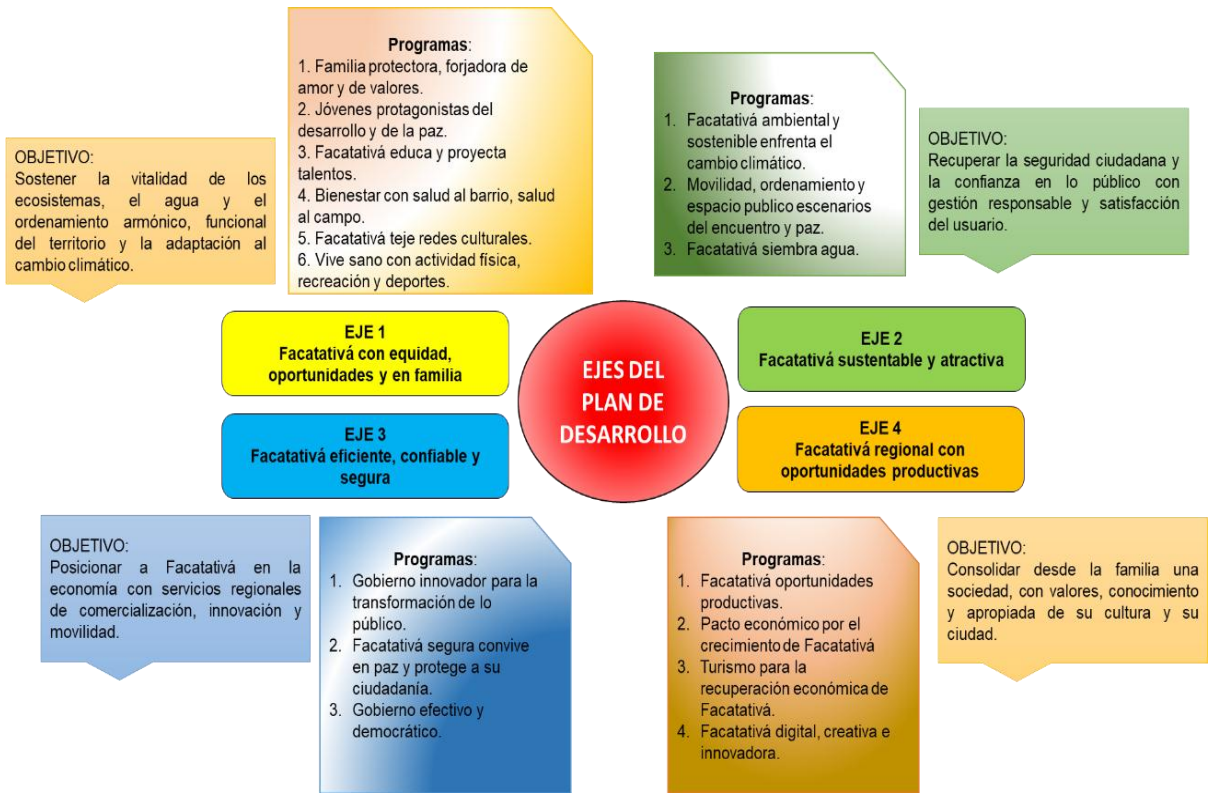 Programas:
1. Familia protectora, forjadora de
amor y de valores.
2. Jóvenes protagonistas del
desarrollo y de la paz.
3. Facatativá educa y proyecta
talentos.
4. Bienestar con salud al barrio, salud
al campo.
5. Facatativá teje redes culturales.
6. Vive sano con actividad física,
recreación y deportes.
Programas:
1. Facatativá ambiental y
sostenible enfrenta el
cambio climático.
2. Movilidad, ordenamiento y
espacio publico escenarios
del encuentro y paz.
3. Facatativá siembra agua.
OBJETIVO:
Sostener la vitalidad de los
ecosistemas, el agua y el
ordenamiento armónico, funcional
del territorio y la adaptación al
cambio climático.
OBJETIVO:
Recuperar la seguridad ciudadana y
la confianza en lo público con
gestión responsable y satisfacción
del usuario.
EJE 1
Facatativá con equidad,
oportunidades y en familia
EJES DEL
PLAN DE
DESARROLLO
EJE 2
Facatativá sustentable y atractiva
EJE 3
Facatativá eficiente, confiable y
segura
EJE 4
Facatativá regional con
oportunidades productivas
OBJETIVO:
Posicionar a Facatativá en la
economía con servicios regionales
de comercialización, innovación y
movilidad.
Programas:
1. Gobierno innovador para la
transformación de lo
público.
2. Facatativá segura convive
en paz y protege a su
ciudadanía.
3. Gobierno efectivo y
democrático.
Programas:
1. Facatativá oportunidades
productivas.
2. Pacto económico por el
crecimiento de Facatativá
3. Turismo para la
recuperación económica de
Facatativá.
4. Facatativá digital, creativa e
innovadora.
OBJETIVO:
Consolidar desde la familia una
sociedad, con valores, conocimiento
y apropiada de su cultura y su
ciudad.